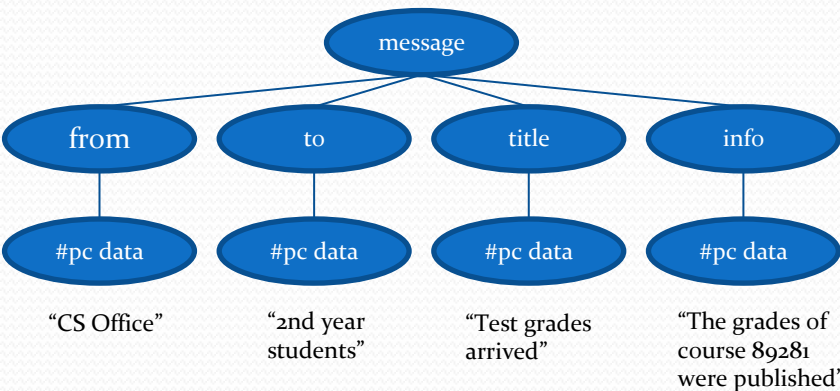 message
from
to
title
info
#pc data
#pc data
#pc data
#pc data
“CS Office”
“2nd year
students”
“Test grades
arrived”
“The grades of
course 89281
were published”